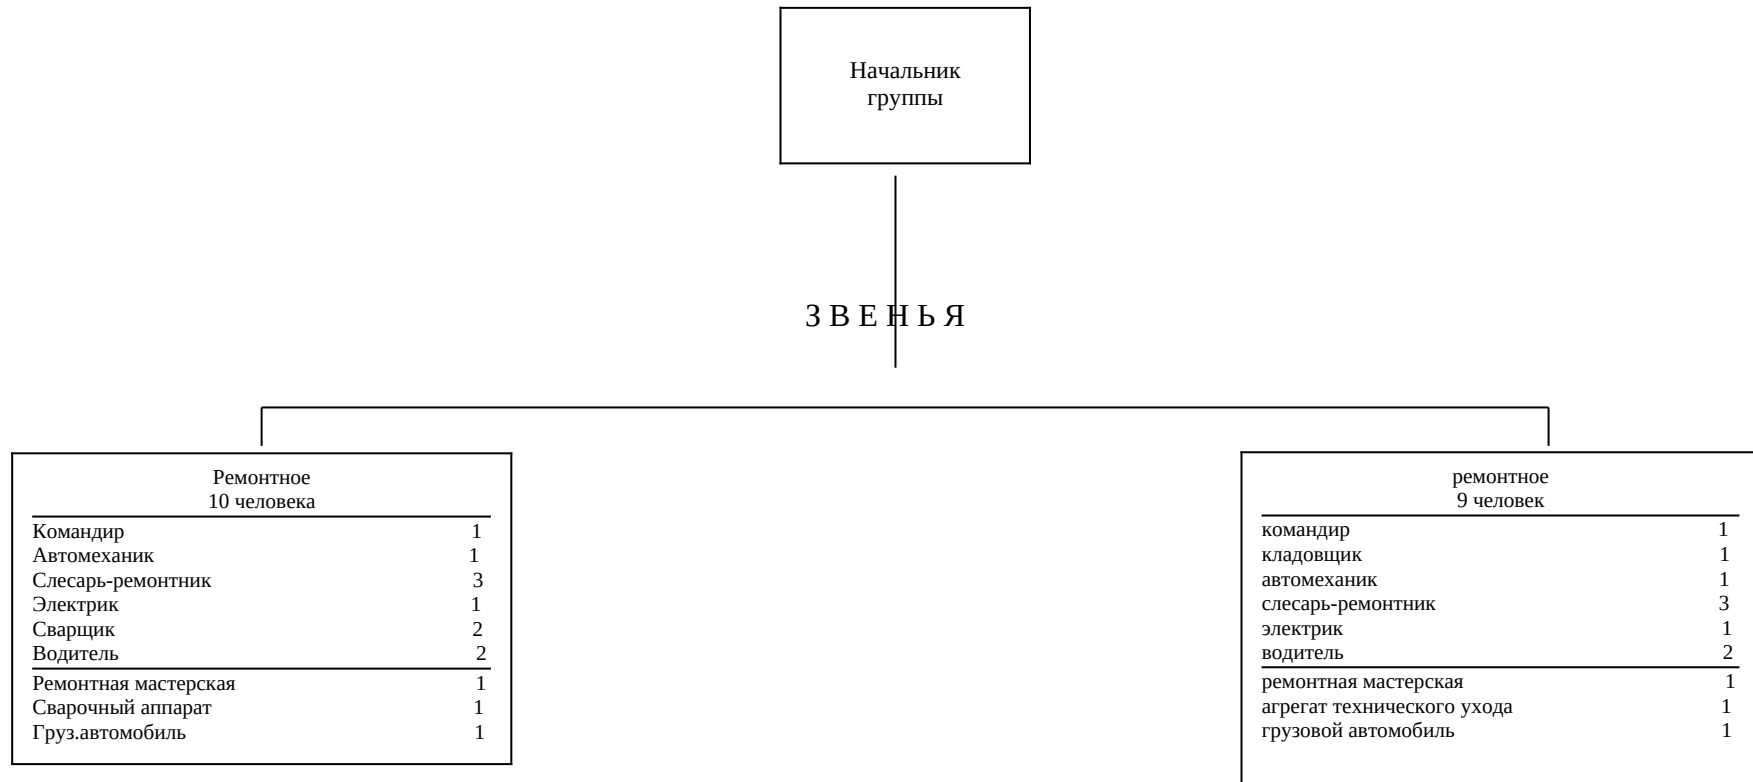 Начальник
группы
З В Е Н Ь Я
Ремонтное
10 человека
Командир 1
Автомеханик 1
Слесарь-ремонтник 3
Электрик 1
Сварщик 2
Водитель 2
Ремонтная мастерская 1
Сварочный аппарат 1
Груз.автомобиль 1
ремонтное
9 человек
командир 1
кладовщик 1
автомеханик 1
слесарь-ремонтник 3
электрик 1
водитель 2
ремонтная мастерская 1
агрегат технического ухода 1
грузовой автомобиль 1